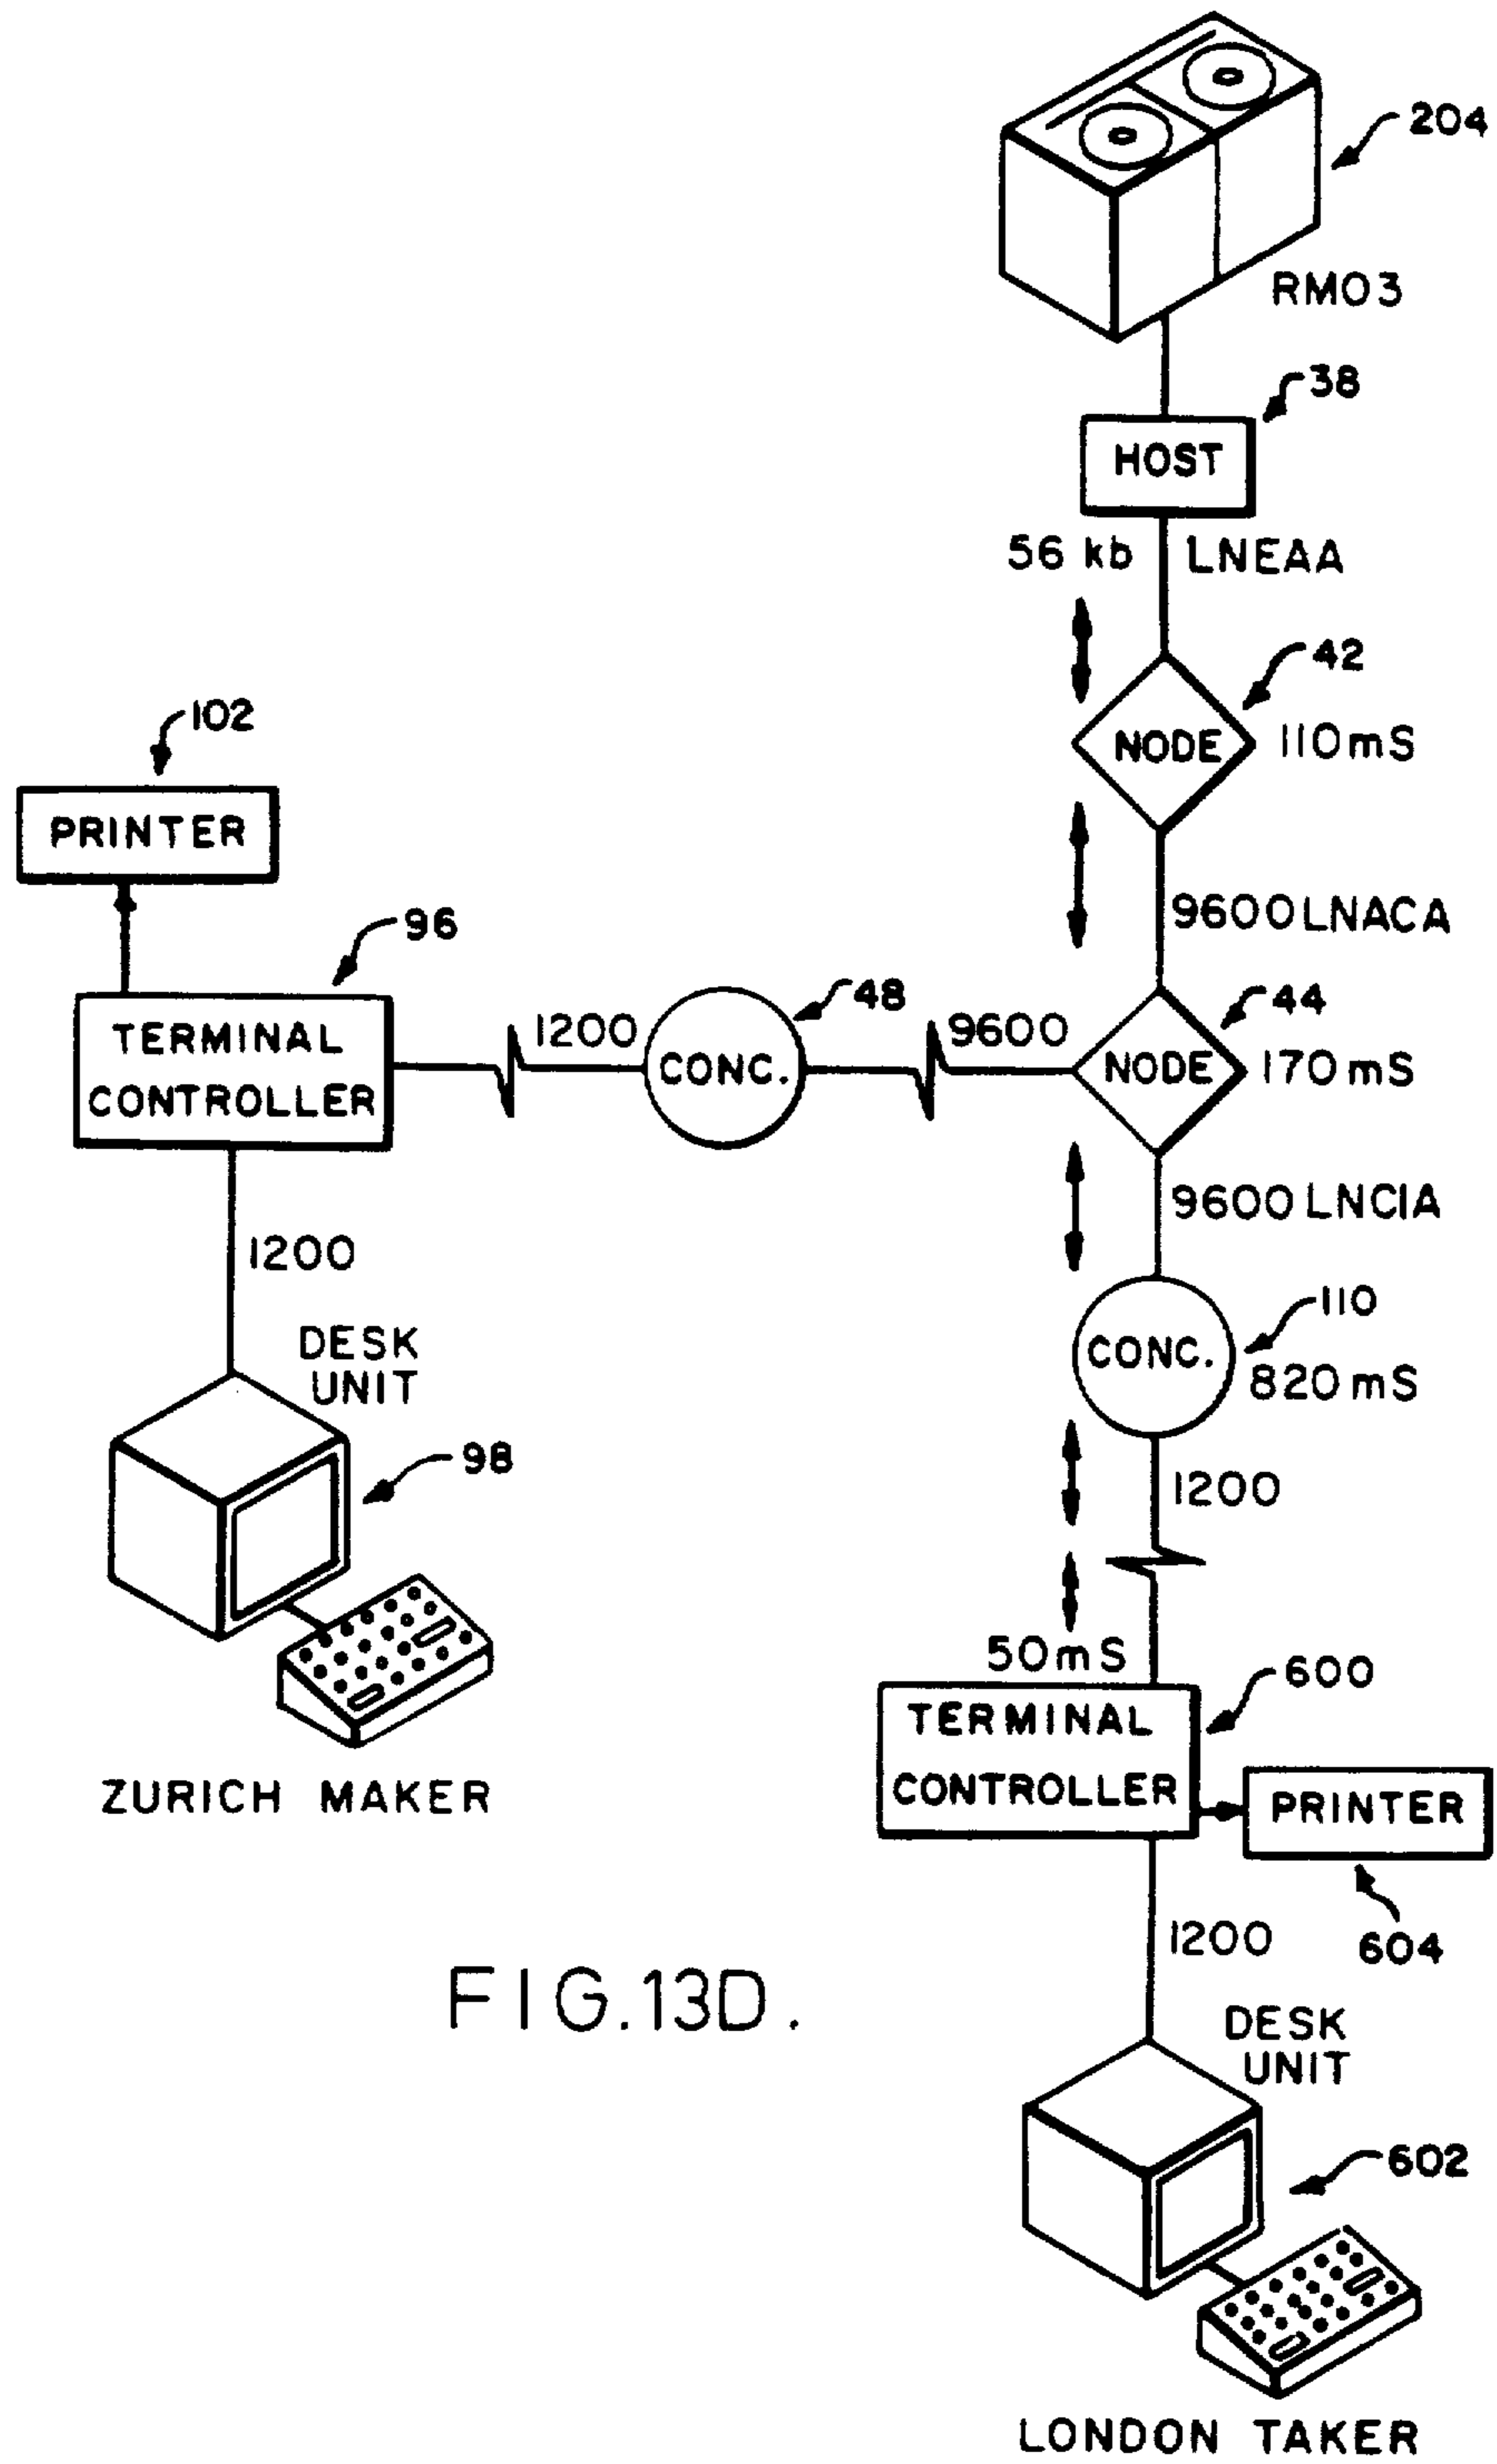 204
RM03
38
HOST
56 kb LNEAA
42
NODE 110mS
102
PRINTER
9600 LNACA
96
TERMINAL
CONTROLLER
1200
48
CONC.
9600
44
NODE 170mS
9600 LNCIA
1200
110
CONC.
820mS
DESK
UNIT
98
1200
50mS
600
TERMINAL
CONTROLLER
PRINTER
604
ZURICH MAKER
1200
FIG.13D.
DESK
UNIT
602
LONDON TAKER